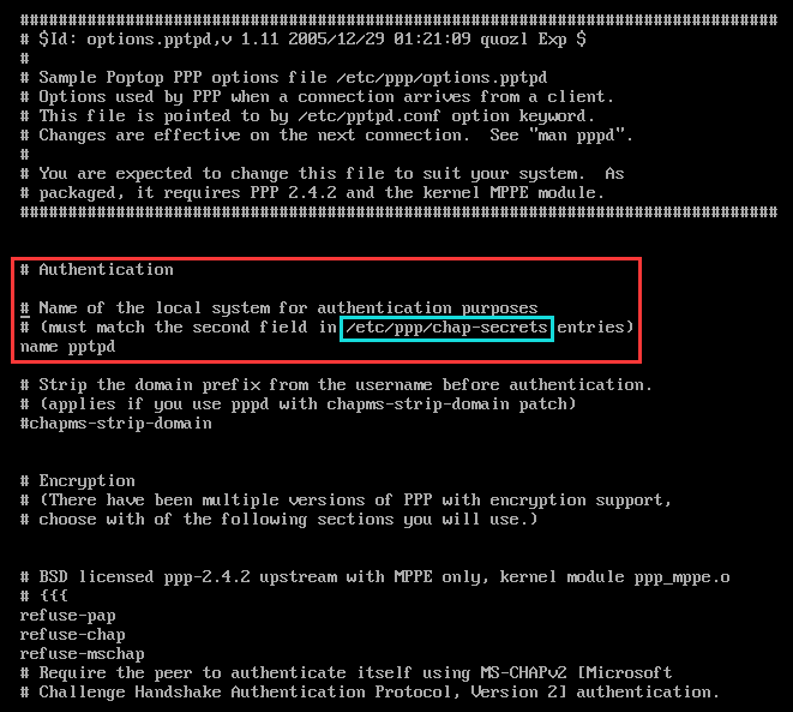 ###############################################################################
# $Id: options.pptpd,v 1.11 2005/12/29 01:21:09 quozl Exp $
#
# Sample Poptop PPP options file /etc/ppp/options.pptpd
# Options used by PPP when a connection arrives from a client.
# This file is pointed to by /etc/pptpd.conf option keyword.
# Changes are effective on the next connection.  See "man pppd".
#
# You are expected to change this file to suit your system.  As
# packaged, it requires PPP 2.4.2 and the kernel MPPE module.
###############################################################################
# Authentication
# Name of the local system for authentication purposes
# (must match the second field in /etc/ppp/chap-secrets entries)
name pptpd
# Strip the domain prefix from the username before authentication.
# (applies if you use pppd with chapms-strip-domain patch)
#chapms-strip-domain
# Encryption
# (There have been multiple versions of PPP with encryption support,
# choose with of the following sections you will use.)
# BSD licensed ppp-2.4.2 upstream with MPPE only, kernel module ppp_mppe.o
# {{{
refuse-pap
refuse-chap
refuse-mschap
# Require the peer to authenticate itself using MS-CHAPv2 [Microsoft
# Challenge Handshake Authentication Protocol, Version 2] authentication.